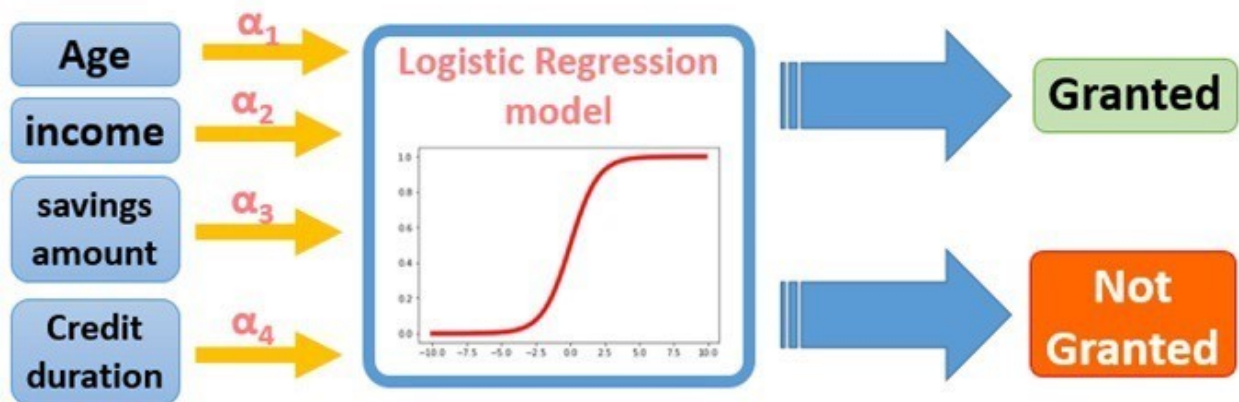 Age
income
savings
amount
Credit
duration
α1
α2
α3
α4
Logistic Regression
model
1.0
0.8
0.6
0.4
0.2
0.0
−10.0 −7.5 −5.0 −2.5 0.0 2.5 5.0 7.5 10.0
Granted
Not
Granted